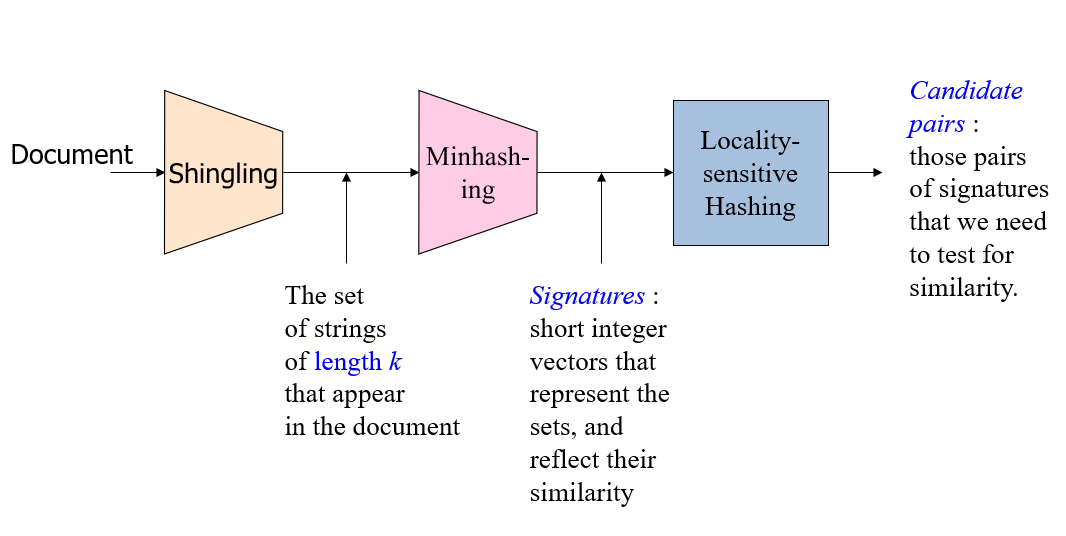 Document
Shingling
Minhash-
ing
Locality-
sensitive
Hashing
Candidate
pairs :
those pairs
of signatures
that we need
to test for
similarity.
The set
of strings
of length k
that appear
in the document
Signatures :
short integer
vectors that
represent the
sets, and
reflect their
similarity